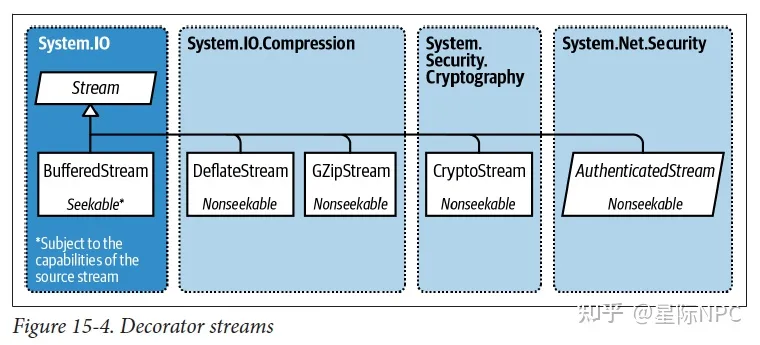 System.IO
Stream
BufferedStream
Seekable*
*Subject to the
capabilities of the
source stream
System.IO.Compression
DeflateStream
Nonseekable
GZipStream
Nonseekable
System.
Security.
Cryptography
CryptoStream
Nonseekable
System.Net.Security
AuthenticatedStream
Nonseekable
知乎 @星际NPC
Figure 15-4. Decorator streams